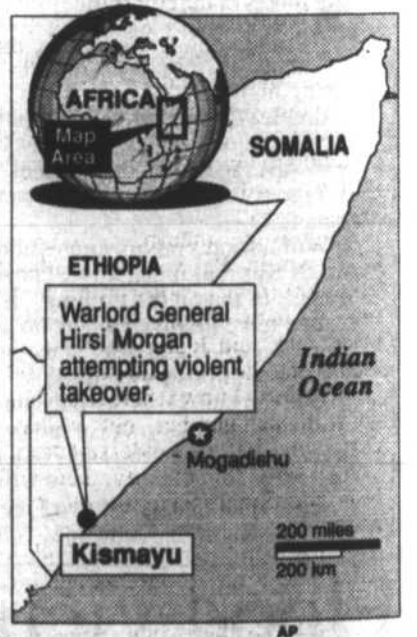 AFRICA
Map
Area
SOMALIA
ETHIOPIA
Warlord General
Hirsi Morgan
attempting violent
takeover.
Indian
Ocean
Mogadishu
Kismayu
200 miles
200 km
AP